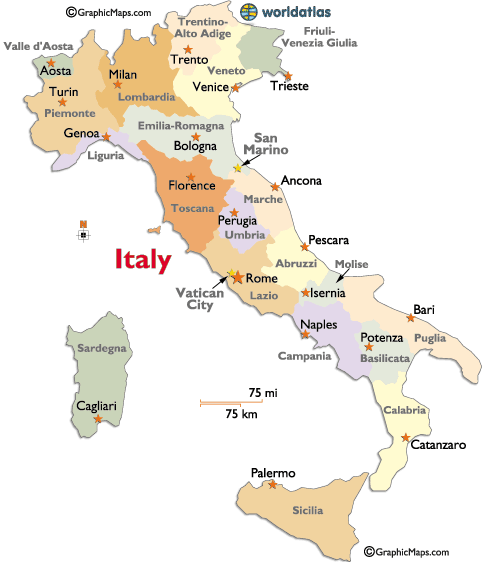 ©GraphicMaps.com
worldatlas
Trentino-
Alto Adige
Friuli-
Venezia Giulia
Valle d'Aosta
Aosta
Trento
Milan
Veneto
Turin
Venice
Trieste
Lombardia
Piemonte
Emilia-Romagna
Genoa
Bologna
San
Marino
Liguria
Florence
Ancona
Marche
Toscana
Perugia
Umbria
Pescara
N
Italy
Abruzzi
Molise
Rome
Vatican
City
Lazio
Isernia
Bari
Naples
Potenza
Puglia
Sardegna
Campania
Basilicata
75 mi
75 km
Cagliari
Calabria
Catanzaro
Palermo
Sicilia
©GraphicMaps.com